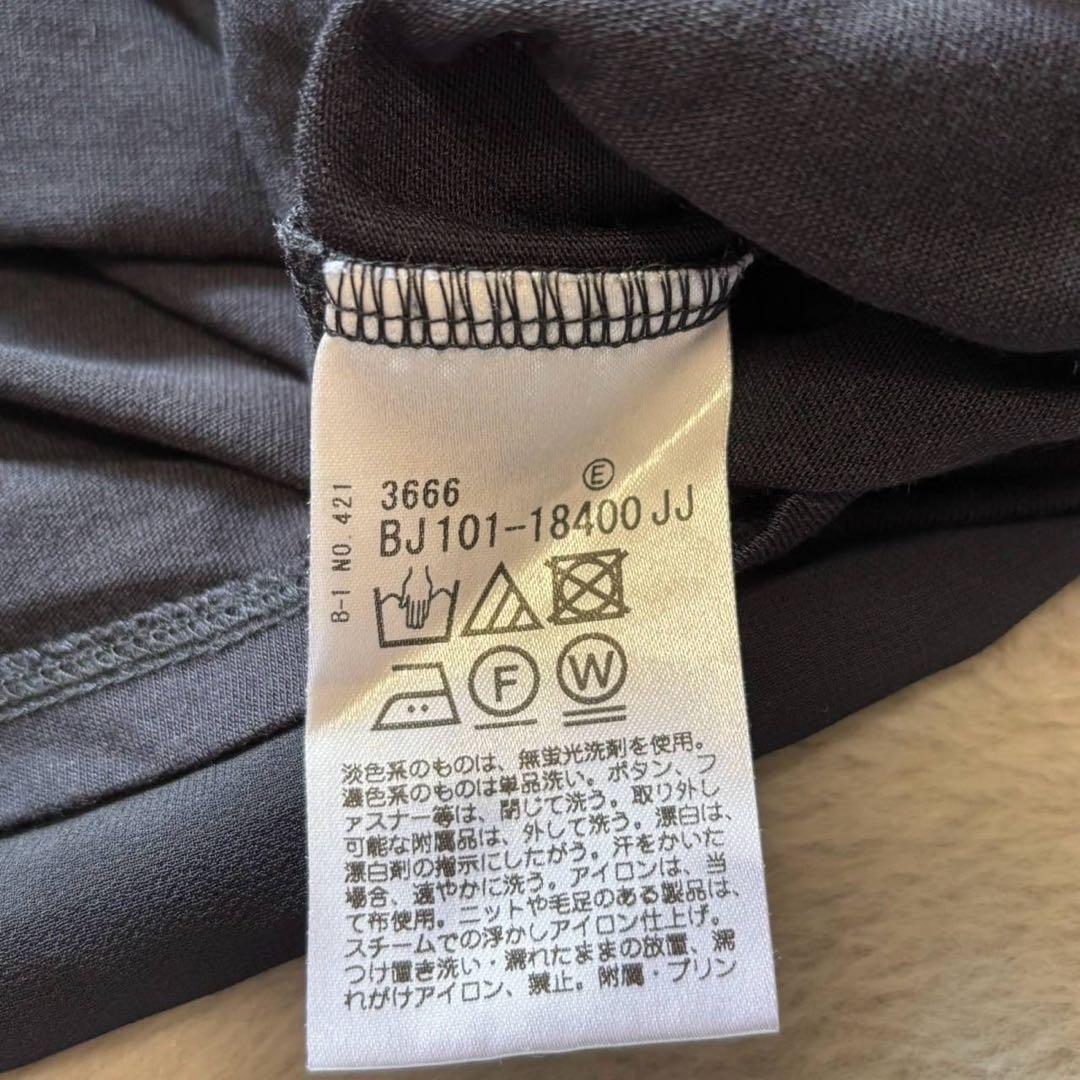 B-1 NO.421
3666
E
BJ101-18400JJ
F
W
淡色系のものは、無蛍光洗剤を使用。
濃色系のものは単品洗い。ボタン、フ
ァスナー等は、閉じて洗う。取り外し
可能な附属品は、外して洗う。漂白は、
漂白剤の指示にしたがう。汗をかいた
場合、速やかに洗う。アイロンは、当
て布使用。ニットや毛足のある製品は、
スチームでの浮かしアイロン仕上げ。
つけ置き洗い・濡れたままの放置、濡
れがけアイロン、禁止。附属・プリン